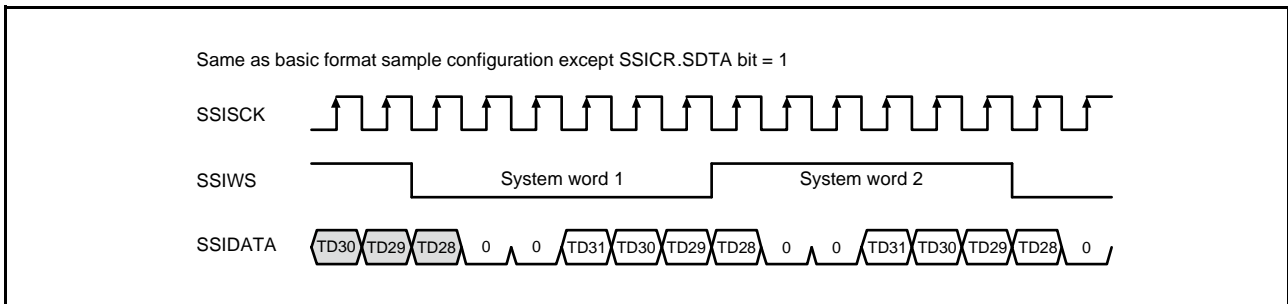 Same as basic format sample configuration except SSICR.SDTA bit = 1
SSISCK
SSIWS System word 1 System word 2
SSIDATA TD30 TD29 TD28 0 0 TD31 TD30 TD29 TD28 0 0 TD31 TD30 TD29 TD28 0